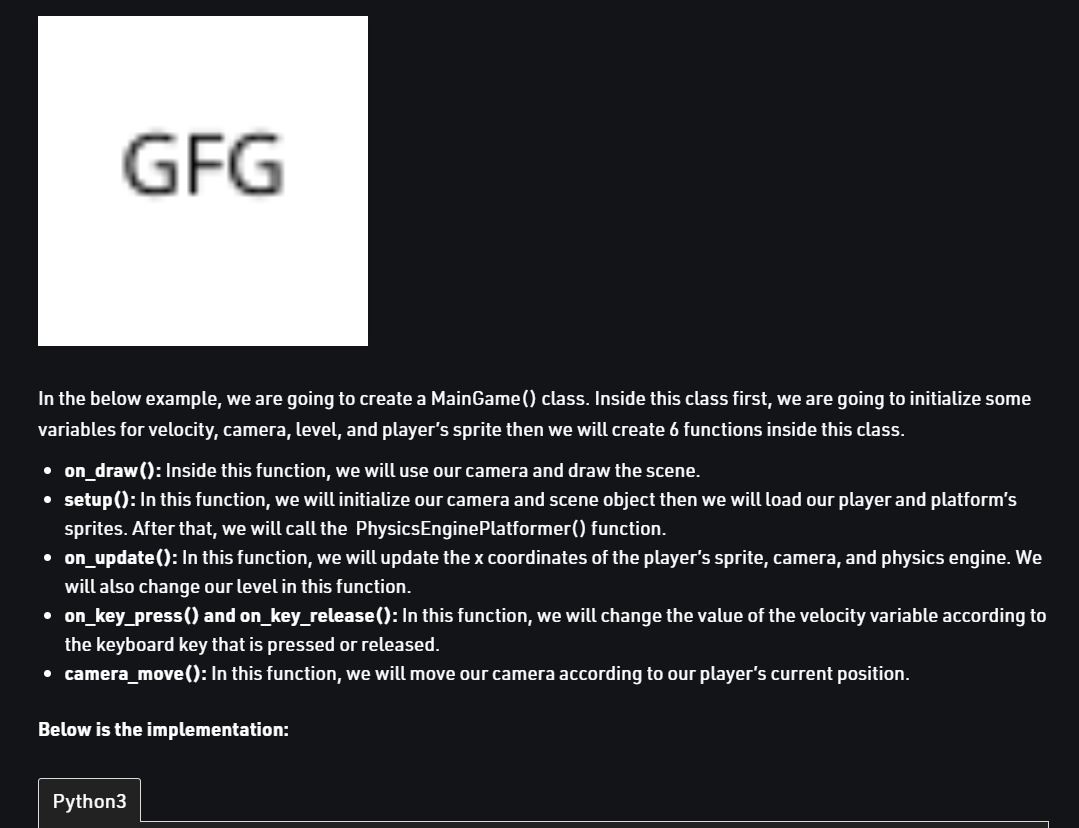 GFG
In the below example, we are going to create a MainGame() class. Inside this class first, we are going to initialize some
variables for velocity, camera, level, and player’s sprite then we will create 6 functions inside this class.
• on_draw(): Inside this function, we will use our camera and draw the scene.
• setup(): In this function, we will initialize our camera and scene object then we will load our player and platform’s
sprites. After that, we will call the  PhysicsEnginePlatformer() function.
• on_update(): In this function, we will update the x coordinates of the player’s sprite, camera, and physics engine. We
will also change our level in this function.
• on_key_press() and on_key_release(): In this function, we will change the value of the velocity variable according to
the keyboard key that is pressed or released.
• camera_move(): In this function, we will move our camera according to our player’s current position.
Below is the implementation:
Python3